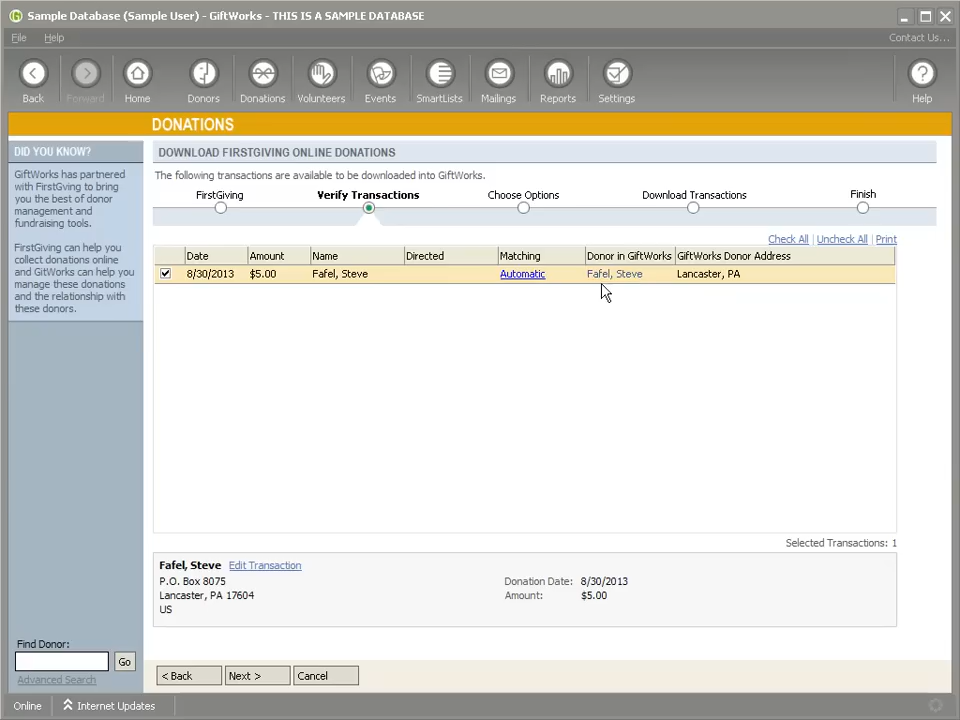 Sample Database (Sample User) - GiftWorks - THIS IS A SAMPLE DATABASE
File Help Contact Us...
Back Forward Home Donors Donations Volunteers Events SmartLists Mailings Reports Settings Help
DONATIONS
DID YOU KNOW?
GiftWorks has partnered
with FirstGving to bring
you the best of donor
management and
fundraising tools.
FirstGiving can help you
collect donations online
and GitWorks can help you
manage these donations
and the relationship with
these donors.
DOWNLOAD FIRSTGIVING ONLINE DONATIONS
The following transactions are available to be downloaded into GiftWorks.
FirstGiving Verify Transactions Choose Options Download Transactions Finish
Check All | Uncheck All | Print
Date Amount Name Directed Matching Donor in GiftWorks GiftWorks Donor Address
8/30/2013 $5.00 Fafel, Steve Automatic Fafel, Steve Lancaster, PA
Selected Transactions: 1
Fafel, Steve Edit Transaction
P.O. Box 8075 Donation Date: 8/30/2013
Lancaster, PA 17604 Amount: $5.00
US
Find Donor:
Go
Advanced Search
< Back Next > Cancel
Online Internet Updates